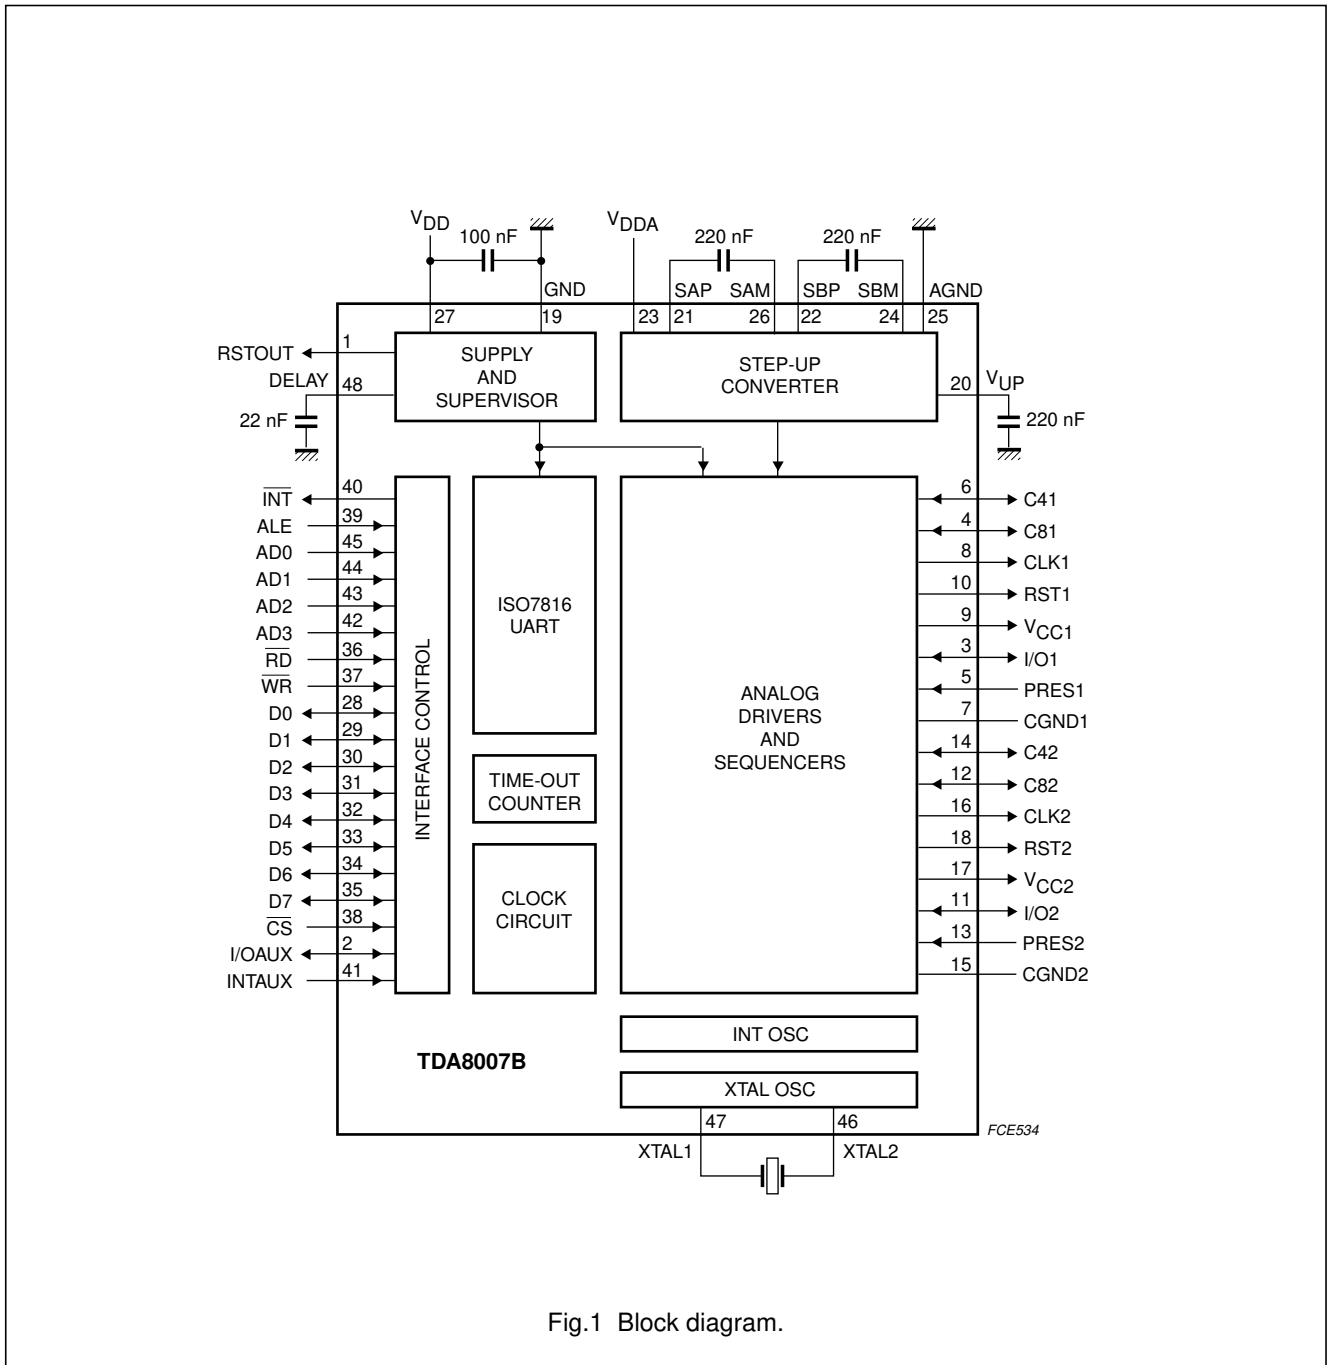 VDD
100 nF
VDDA
220 nF
220 nF
GND
SAP
SAM
SBP
SBM
AGND
27
19
23
21
26
22
24
25
RSTOUT
1
DELAY
48
22 nF
SUPPLY
AND
SUPERVISOR
STEP-UP
CONVERTER
20
VUP
220 nF
INT
40
ALE
39
AD0
45
AD1
44
AD2
43
AD3
42
RD
36
WR
37
D0
28
D1
29
D2
30
D3
31
D4
32
D5
33
D6
34
D7
35
CS
38
I/OAUX
2
INTAUX
41
INTERFACE CONTROL
ISO7816
UART
TIME-OUT
COUNTER
CLOCK
CIRCUIT
ANALOG
DRIVERS
AND
SEQUENCERS
6
C41
4
C81
8
CLK1
10
RST1
9
VCC1
3
I/O1
5
PRES1
7
CGND1
14
C42
12
C82
16
CLK2
18
RST2
17
VCC2
11
I/O2
13
PRES2
15
CGND2
INT OSC
TDA8007B
XTAL OSC
47
46
XTAL1
XTAL2
FCE534
Fig.1 Block diagram.